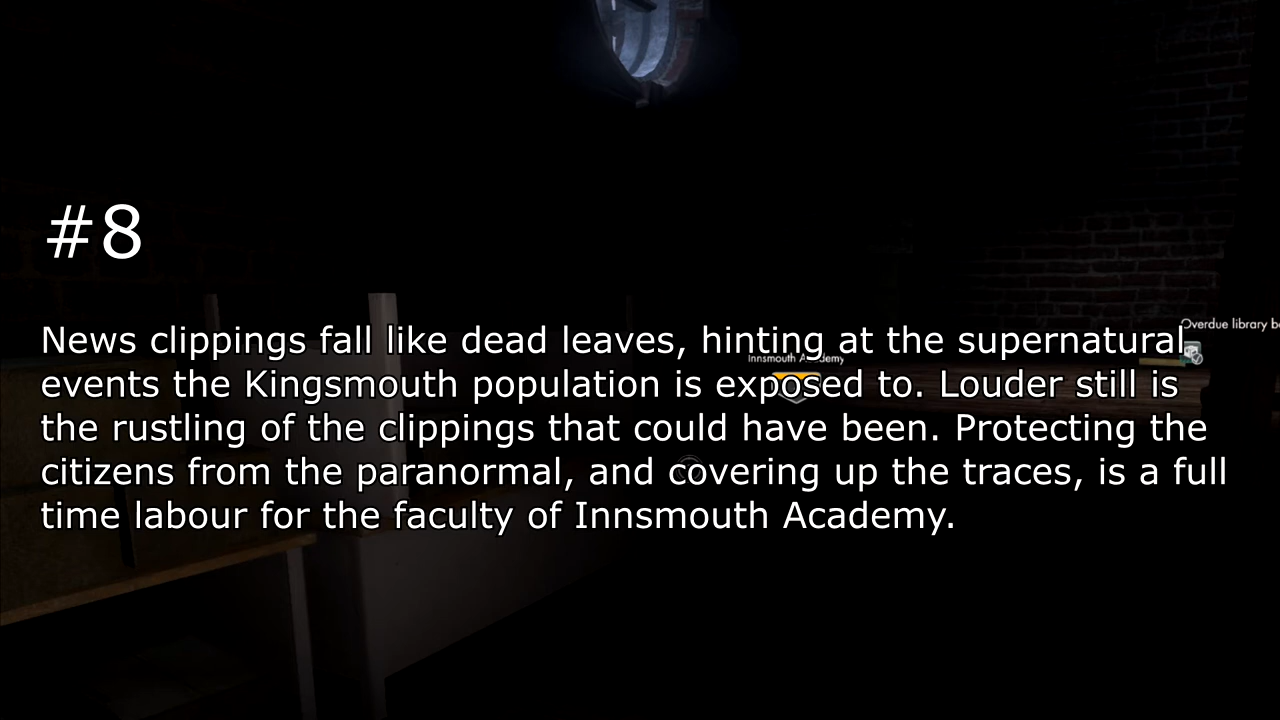 #8
Overdue library b
News clippings fall like dead leaves, hinting at the supernatural
Innsmouth Academy
events the Kingsmouth population is exposed to. Louder still is
the rustling of the clippings that could have been. Protecting the
citizens from the paranormal, and covering up the traces, is a full
time labour for the faculty of Innsmouth Academy.